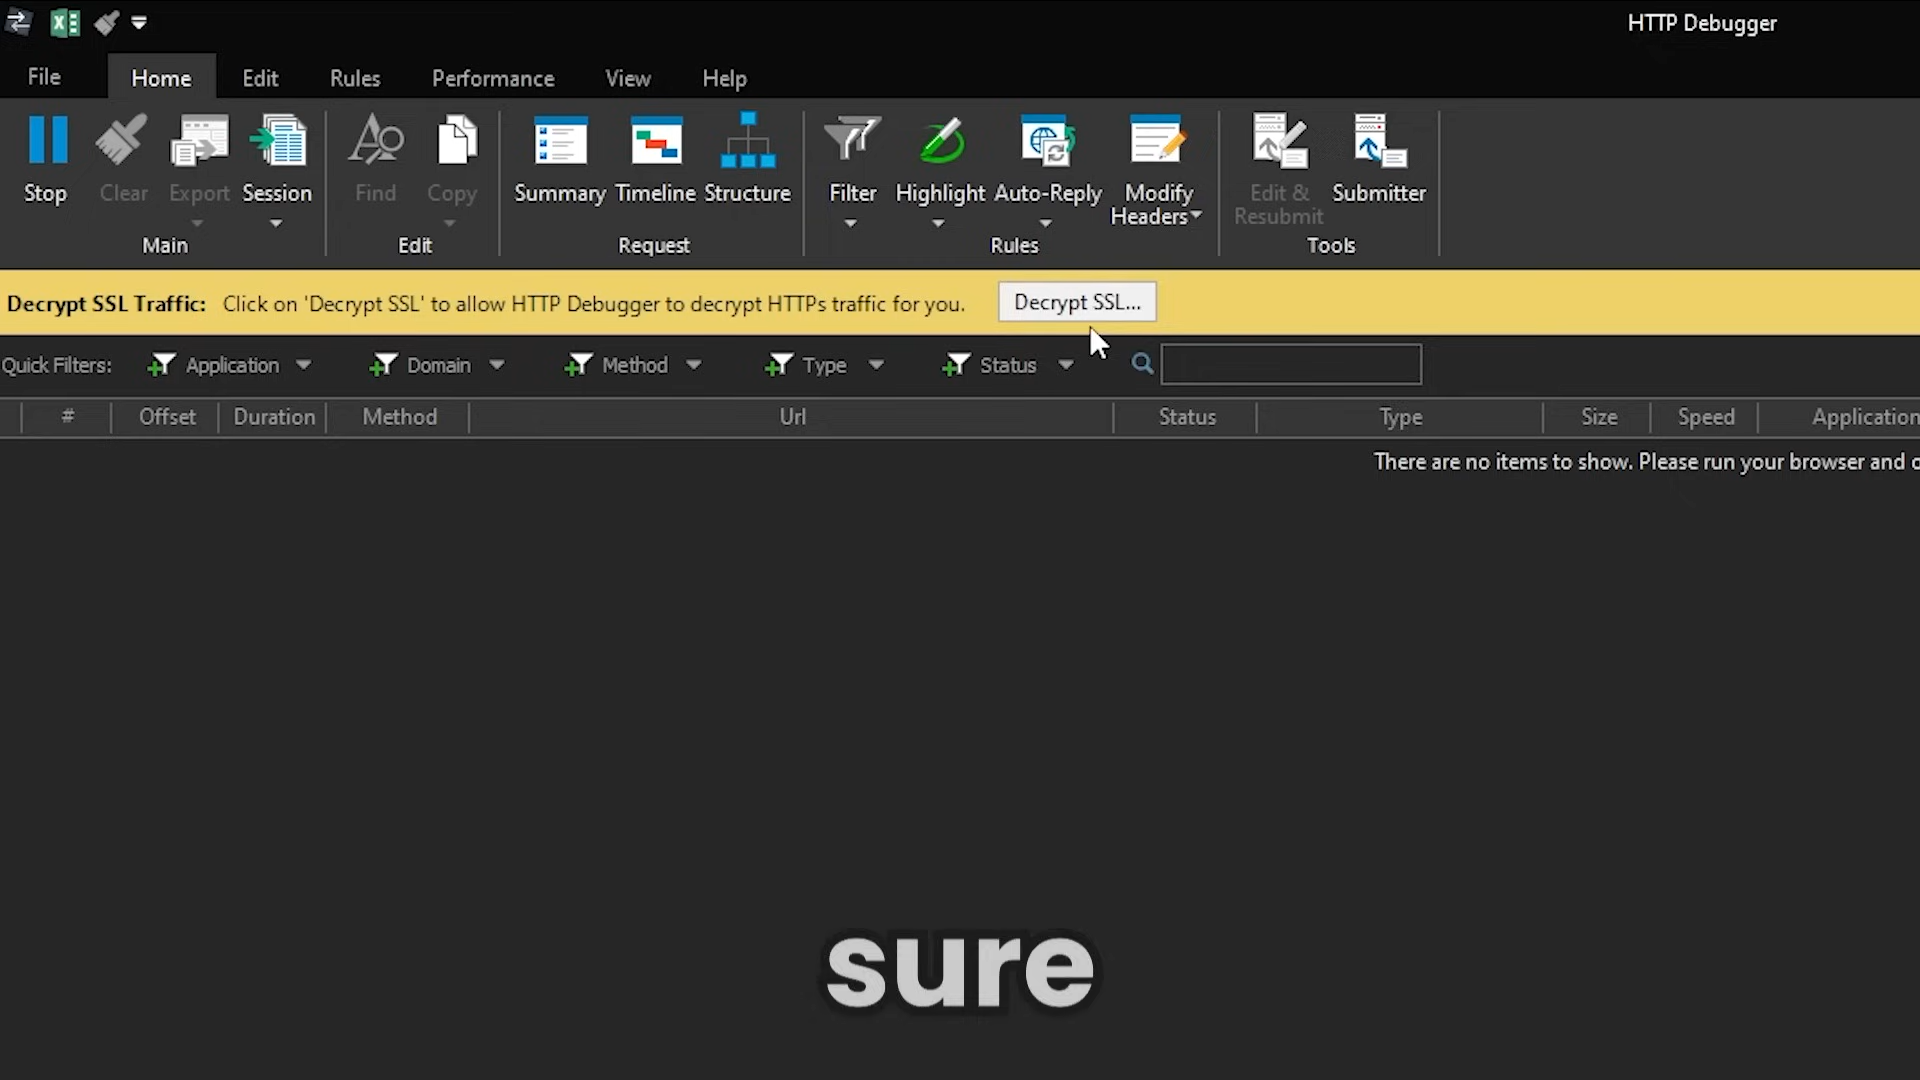 HTTP Debugger
File Home Edit Rules Performance View Help
Stop Clear Export Session Find Copy Summary Timeline Structure Filter Highlight Auto-Reply Modify Headers Edit & Resubmit Submitter
Main Edit Request Rules Tools
Decrypt SSL Traffic: Click on 'Decrypt SSL' to allow HTTP Debugger to decrypt HTTPs traffic for you. Decrypt SSL...
Quick Filters: Application Domain Method Type Status
# Offset Duration Method Url Status Type Size Speed Application
There are no items to show. Please run your browser and
sure